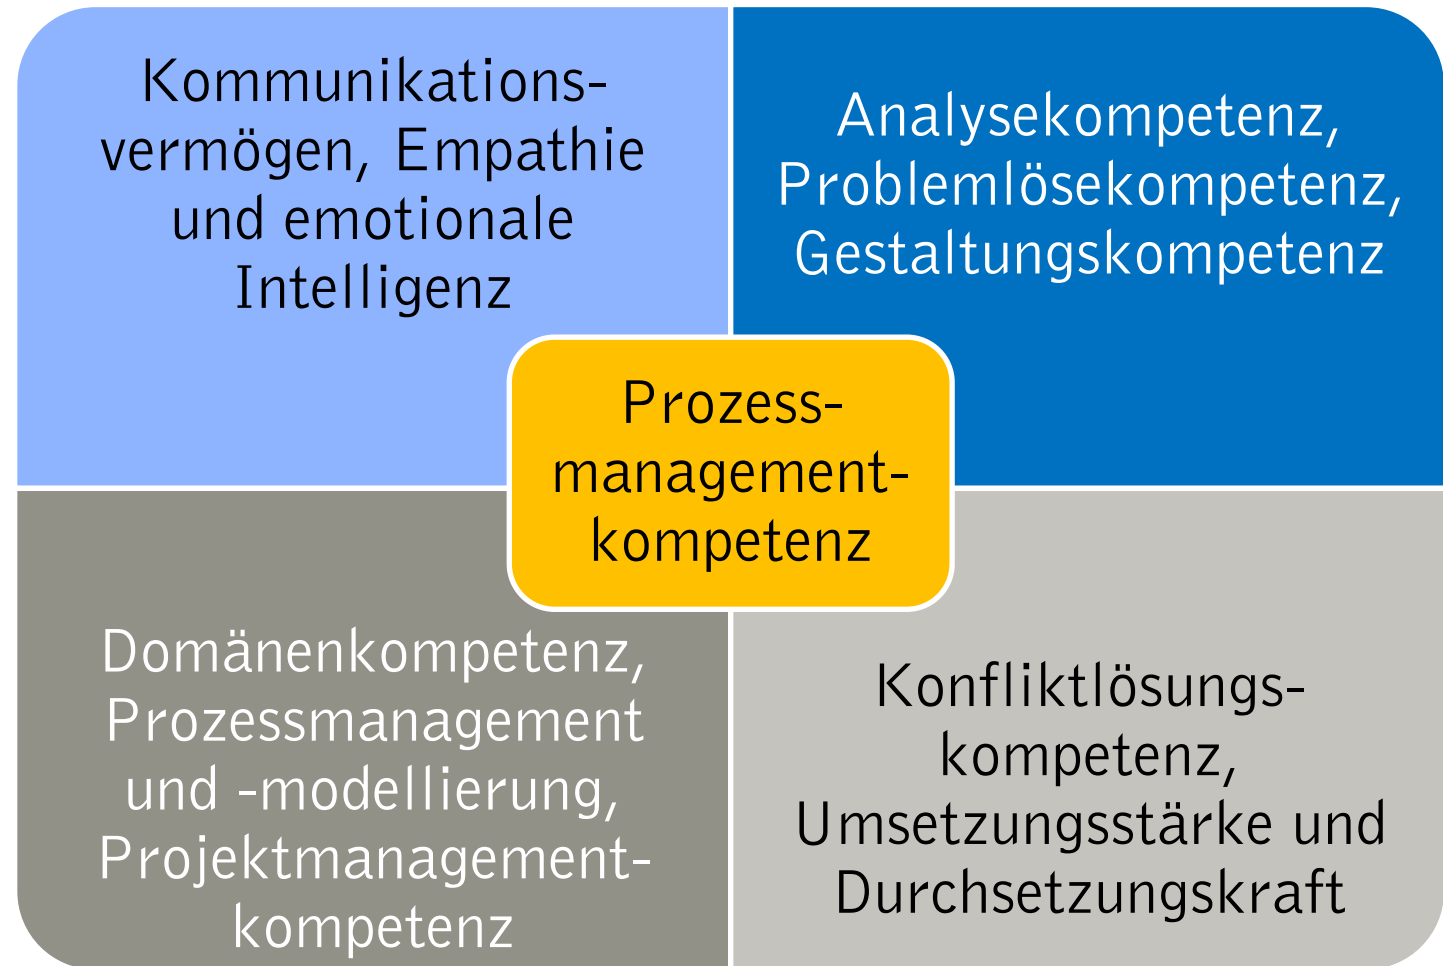 Kommunikations-
vermögen, Empathie
und emotionale
Intelligenz
Analysekompetenz,
Problemlösekompetenz,
Gestaltungskompetenz
Prozess-
management-
kompetenz
Domänenkompetenz,
Prozessmanagement
und -modellierung,
Projektmanagement-
kompetenz
Konfliktlösungs-
kompetenz,
Umsetzungsstärke und
Durchsetzungskraft